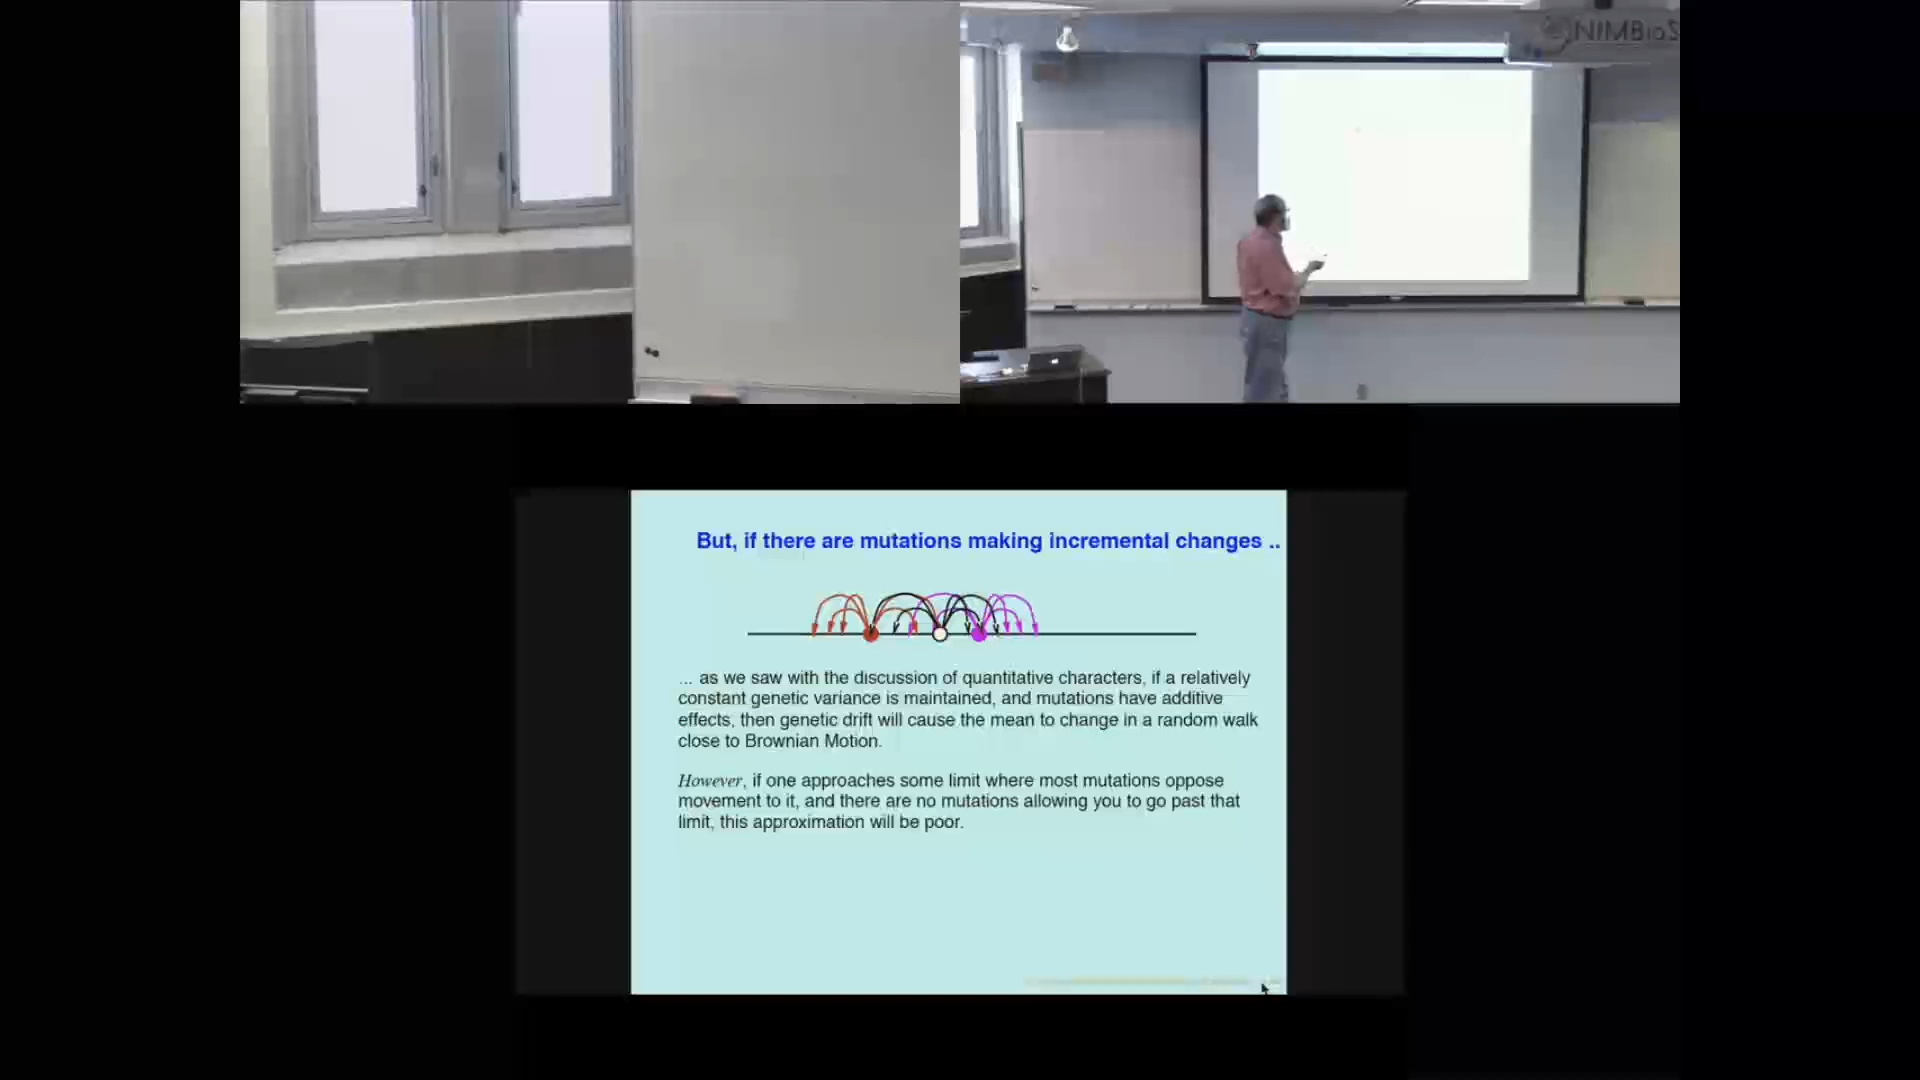 NIMBioS
But, if there are mutations making incremental changes ..
... as we saw with the discussion of quantitative characters, if a relatively
constant genetic variance is maintained, and mutations have additive
effects, then genetic drift will cause the mean to change in a random walk
close to Brownian Motion.
However, if one approaches some limit where most mutations oppose
movement to it, and there are no mutations allowing you to go past that
limit, this approximation will be poor.